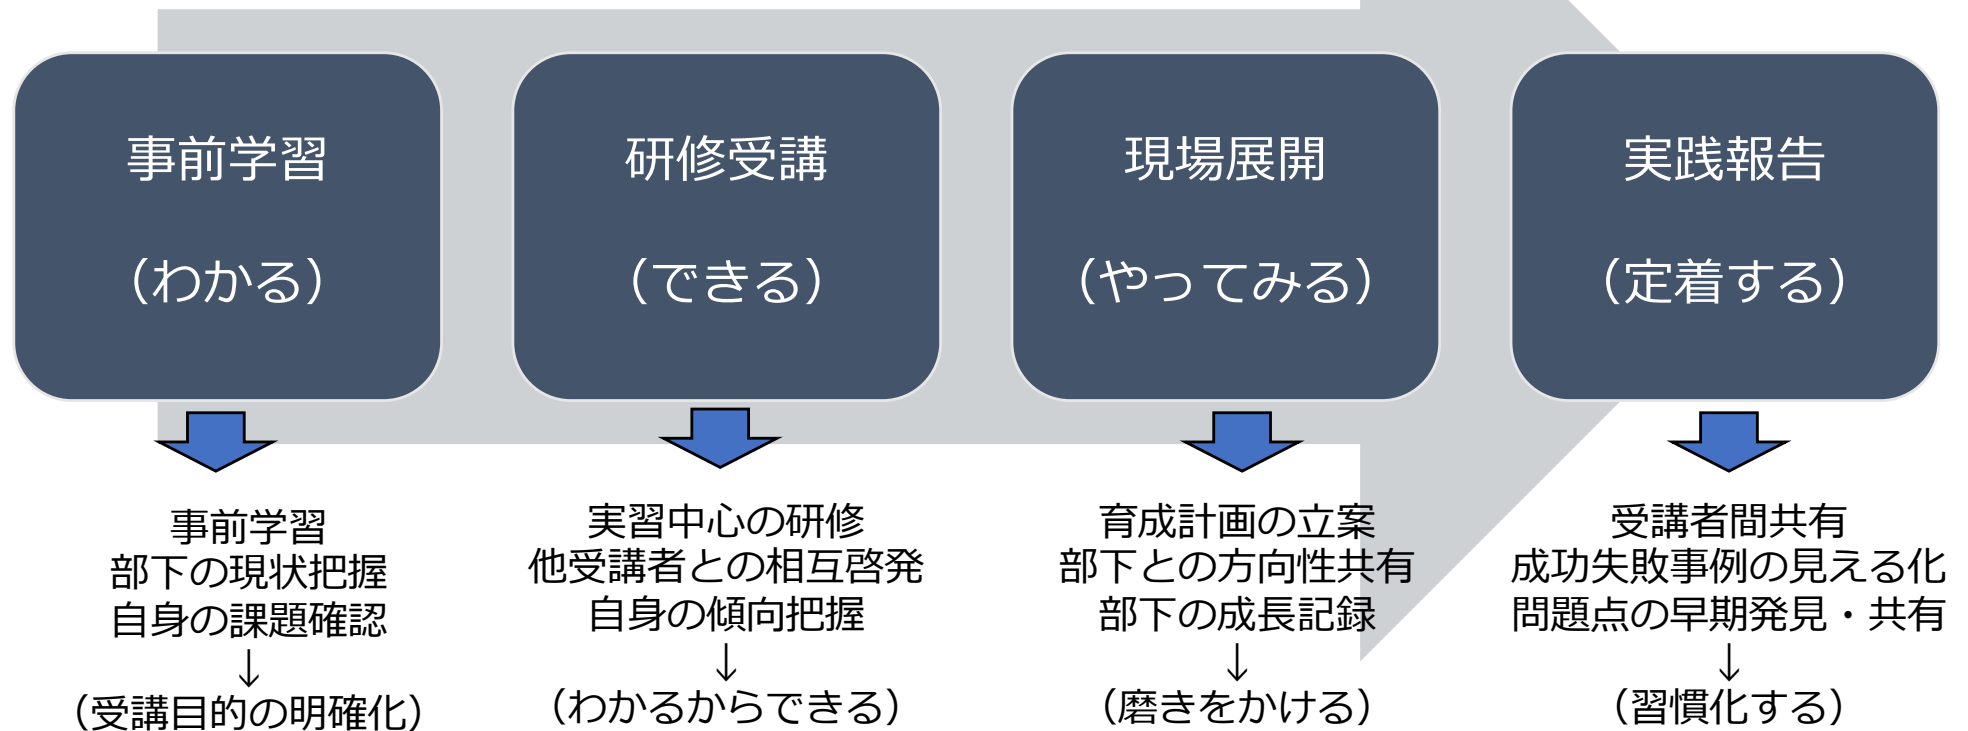 事前学習
（わかる）
研修受講
（できる）
現場展開
（やってみる）
実践報告
（定着する）
事前学習
部下の現状把握
自身の課題確認
↓
（受講目的の明確化）
実習中心の研修
他受講者との相互啓発
自身の傾向把握
↓
（わかるからできる）
育成計画の立案
部下との方向性共有
部下の成長記録
↓
（磨きをかける）
受講者間共有
成功失敗事例の見える化
問題点の早期発見・共有
↓
（習慣化する）